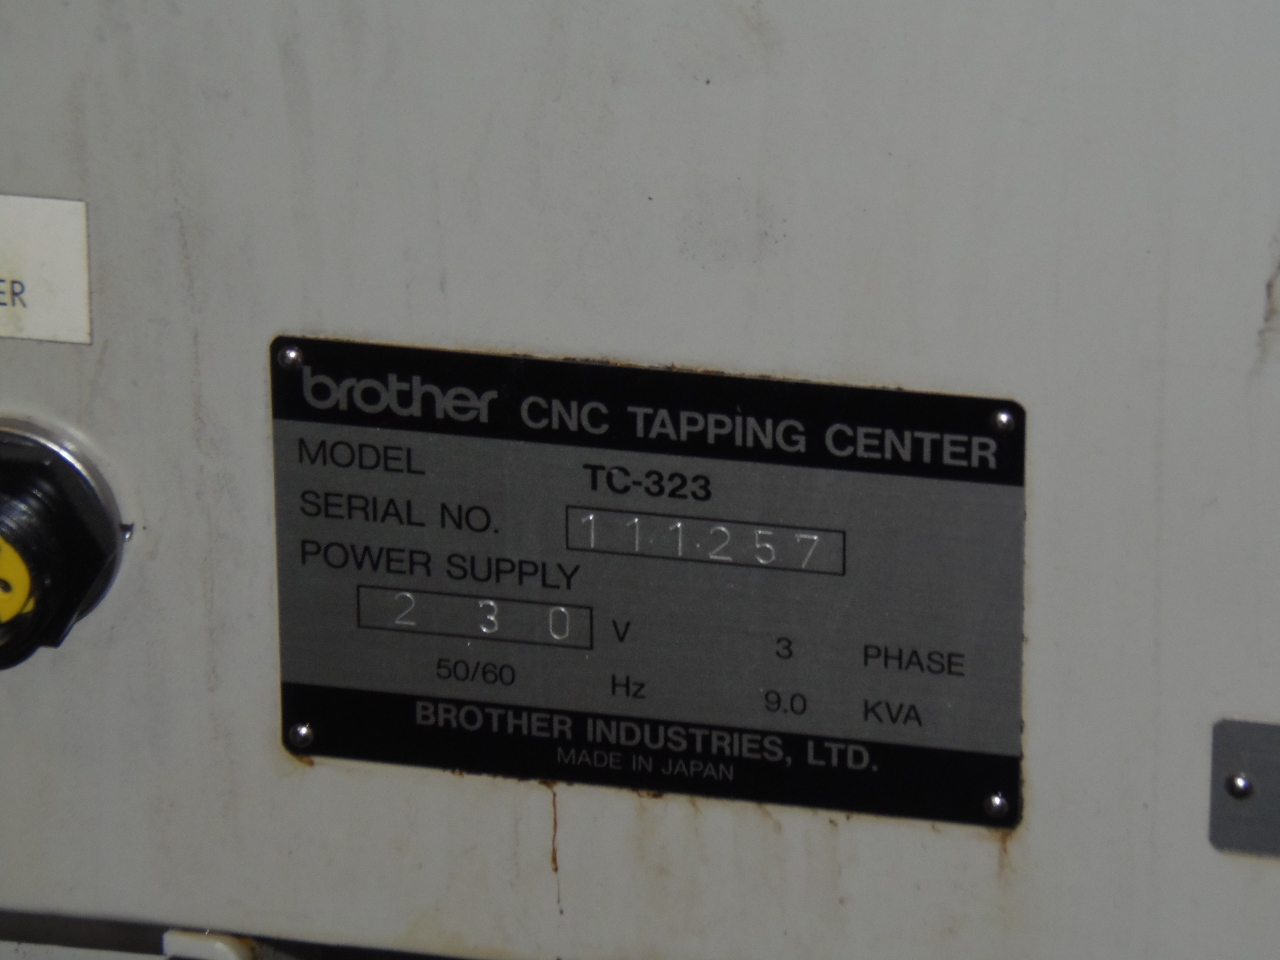 ER
brother CNC TAPPING CENTER
MODEL TC-323
SERIAL NO. 111257
POWER SUPPLY
230 V 3 PHASE
50/60 Hz 9.0 KVA
BROTHER INDUSTRIES, LTD.
MADE IN JAPAN